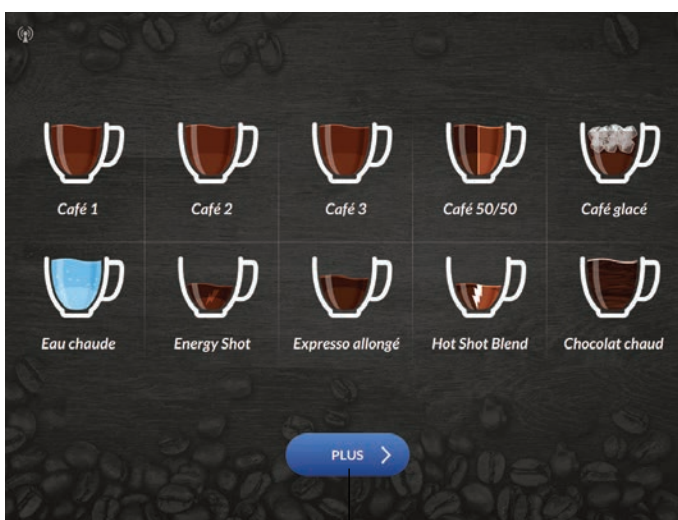 Café 1
Café 2
Café 3
Café 50/50
Café glacé
Eau chaude
Energy Shot
Expresso allongé
Hot Shot Blend
Chocolat chaud
PLUS